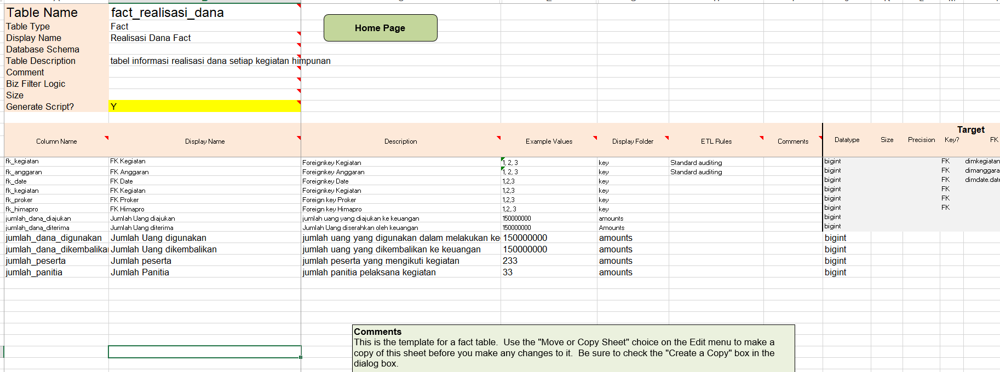 Table Name fact_realisasi_dana
Table Type Fact
Home Page
Display Name Realisasi Dana Fact
Database Schema
Table Description tabel informasi realisasi dana setiap kegiatan himpunan
Comment
Biz Filter Logic
Size
Generate Script? Y
Target
Column Name Display Name Description Example Values Display Folder ETL Rules Comments Datatype Size Precision Key? FK
fk_kegiatan FK Kegiatan Foreignkey Kegiatan 1, 2, 3 key Standard auditing bigint FK dimkegiatan
fk_anggaran FK Anggaran Foreignkey Anggaran 1, 2, 3 key Standard auditing bigint FK dimanggara
fk_date FK Date Foreignkey Date 1,2,3 key bigint FK dimdate.date
fk_kegiatan FK Kegiatan Foreignkey Kegiatan 1,2,3 key bigint FK
fk_proker FK Proker Foreign key Proker 1,2,3 key bigint FK
fk_himapro FK Himapro Foreign key Himapro 1,2,.3 key bigint FK
jumlah_dana_diajukan Jumlah Uang diajukan jumlah uang yang diajukan ke keuangan 150000000 amounts bigint
jumlah_dana_diterima Jumlah Uang diterima Jumlah Uang diserahkan oleh keuangan 150000000 Amounts bigint
jumlah_dana_digunakan Jumlah Uang digunakan jumlah uang yang digunakan dalam melakukan ke 150000000 amounts bigint
jumlah_dana_dikembalikan Jumlah Uang dikembalikan jumlah uang yang dikembalikan ke keuangan 150000000 amounts bigint
jumlah_peserta Jumlah peserta jumlah peserta yang mengikuti kegiatan 233 amounts bigint
jumlah_panitia Jumlah Panitia jumlah panitia pelaksana kegiatan 33 amounts bigint
Comments
This is the template for a fact table. Use the "Move or Copy Sheet" choice on the Edit menu to make a
copy of this sheet before you make any changes to it. Be sure to check the "Create a Copy" box in the
dialog box.